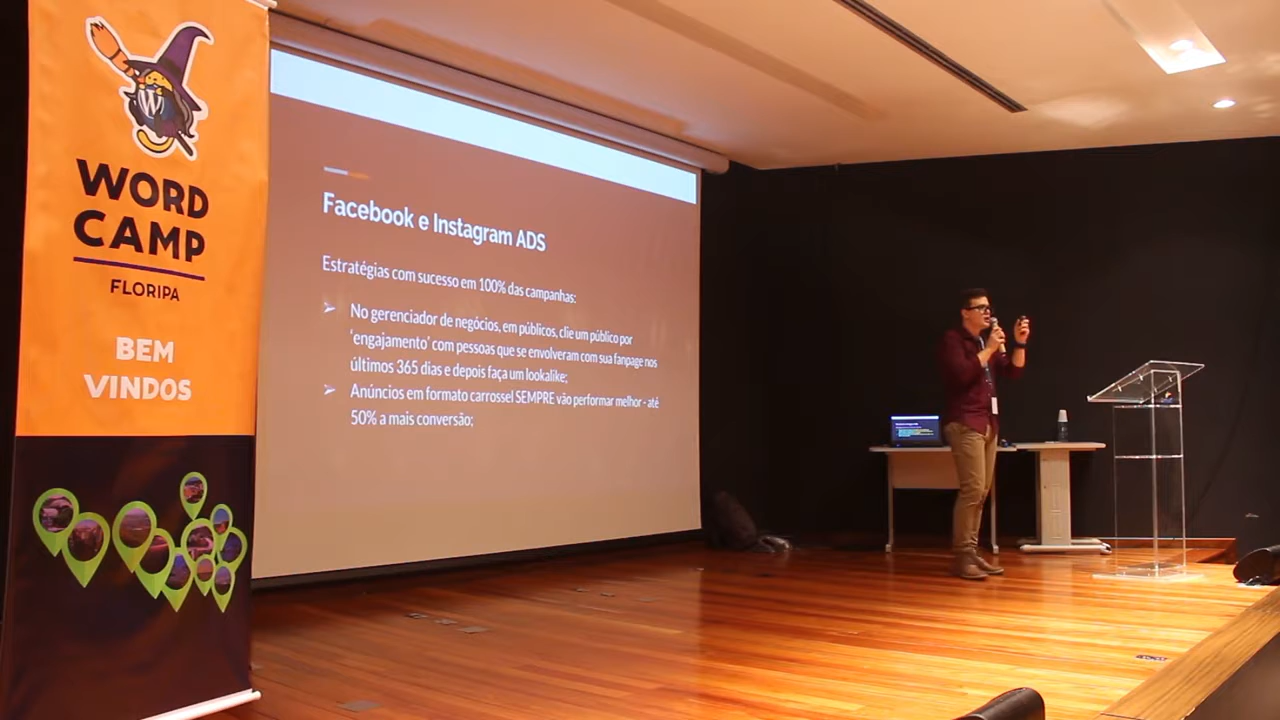 WORD
CAMP
FLORIPA
BEM
VINDOS
Facebook e Instagram ADS
Estratégias com sucesso em 100% das campanhas:
➢ No gerenciador de negócios, em públicos, clie um público por
‘engajamento’ com pessoas que se envolveram com sua fanpage nos
últimos 365 dias e depois faça um lookalike;
➢ Anúncios em formato carrossel SEMPRE vão performar melhor - até
50% a mais conversão;